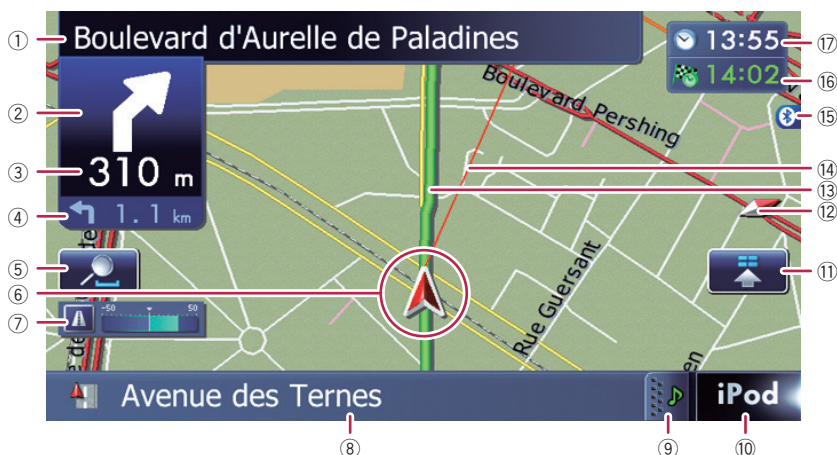 ① Boulevard d'Aurelle de Paladines
13:55 ⑰
14:02 ⑯
②
Boulevard Pershing
⑮
③ 310 m
⑭
⑬
④ 1.1 km
⑫
⑤
⑪
⑥
Rue Guersant
⑦ -50 50
de
en
Avenue des Ternes
iPod
⑧ ⑨ ⑩